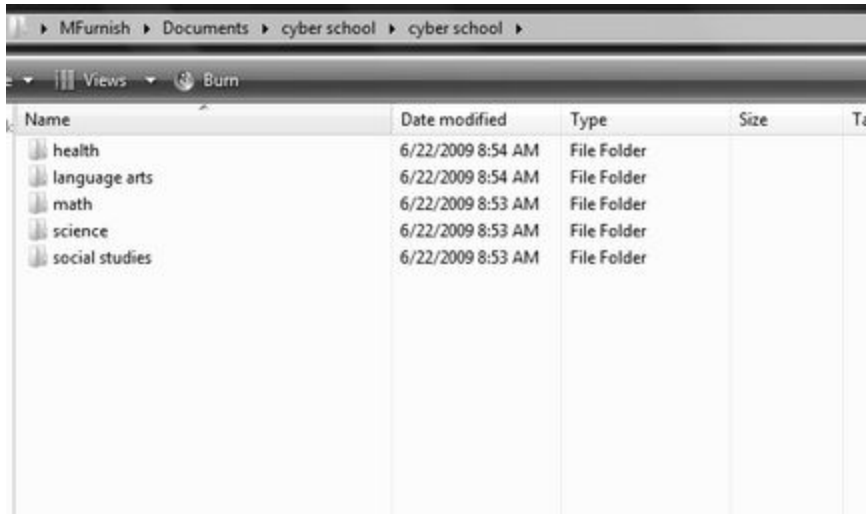 MFurnish ▸ Documents ▸ cyber school ▸ cyber school ▸
Views Burn
Name Date modified Type Size
health 6/22/2009 8:54 AM File Folder
language arts 6/22/2009 8:54 AM File Folder
math 6/22/2009 8:53 AM File Folder
science 6/22/2009 8:53 AM File Folder
social studies 6/22/2009 8:53 AM File Folder